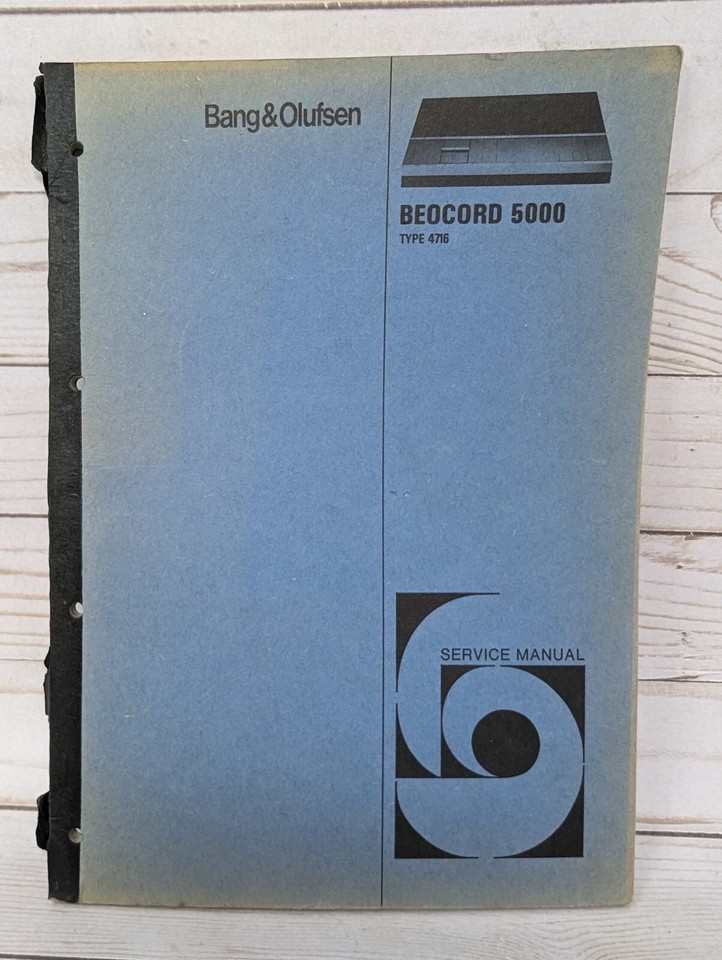 Bang&Olufsen
BEOCORD 5000
TYPE 4716
SERVICE MANUAL